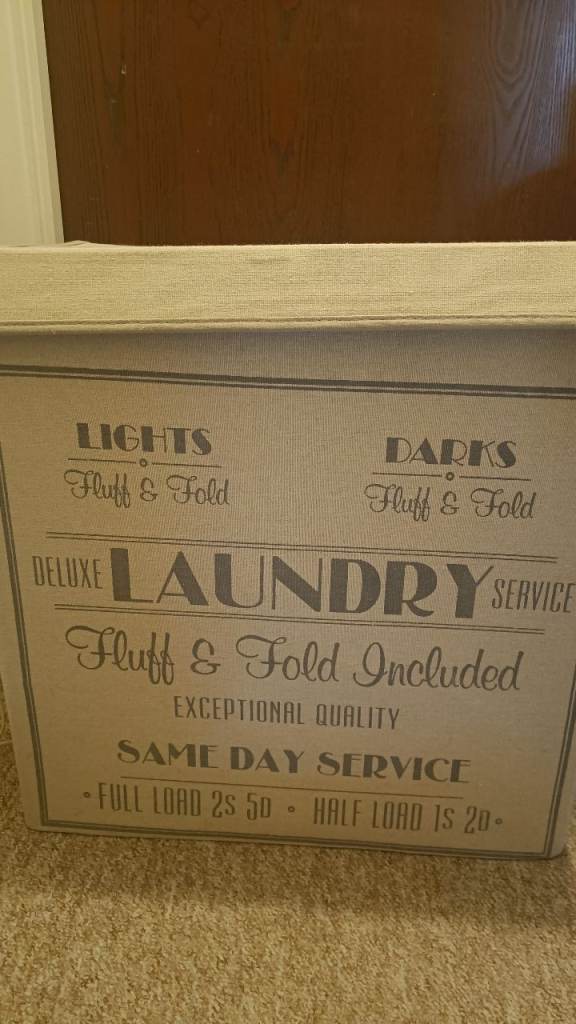 LIGHTS DARKS
Fluff & Fold Fluff & Fold
DELUXE LAUNDRY SERVICE
Fluff & Fold Included
EXCEPTIONAL QUALITY
SAME DAY SERVICE
• FULL LOAD 2S 5D • HALF LOAD 1S 2D •